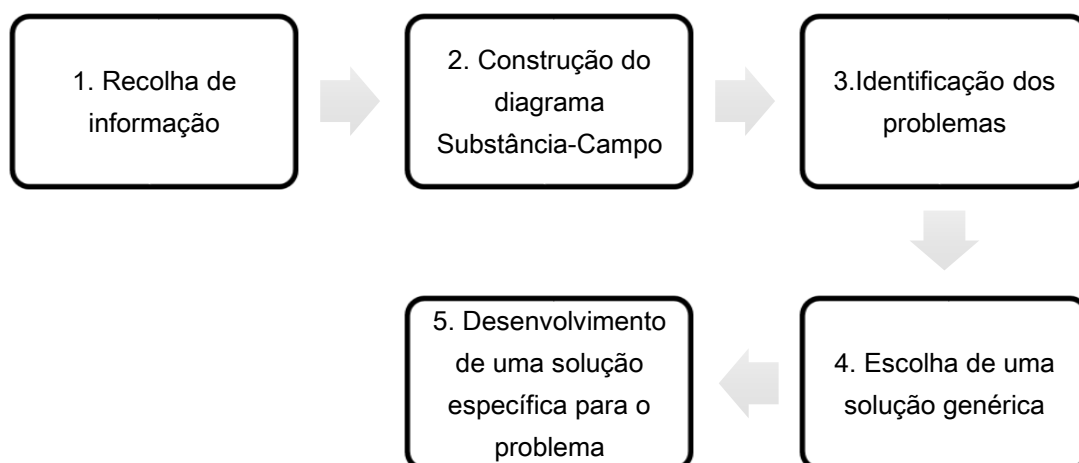 1. Recolha de
informação
2. Construção do
diagrama
Substância-Campo
3.Identificação dos
problemas
4. Escolha de uma
solução genérica
5. Desenvolvimento
de uma solução
específica para o
problema